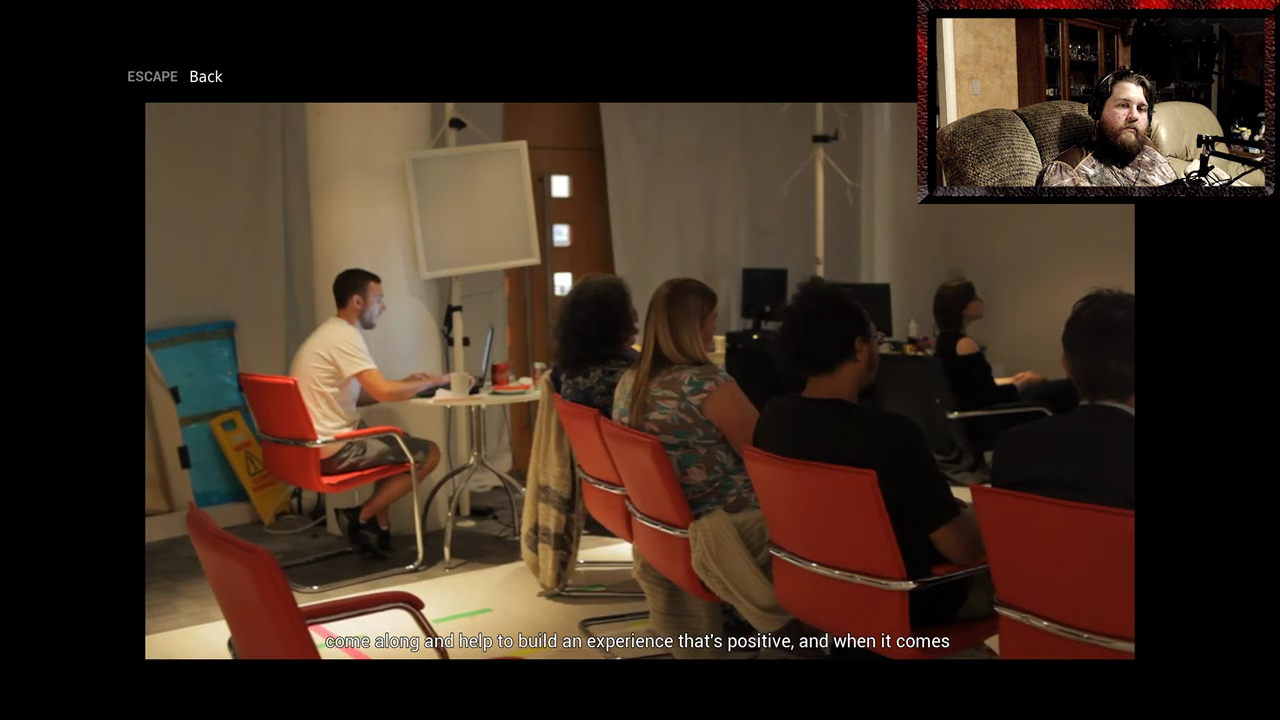 ESCAPE Back
come along and help to build an experience that's positive, and when it comes